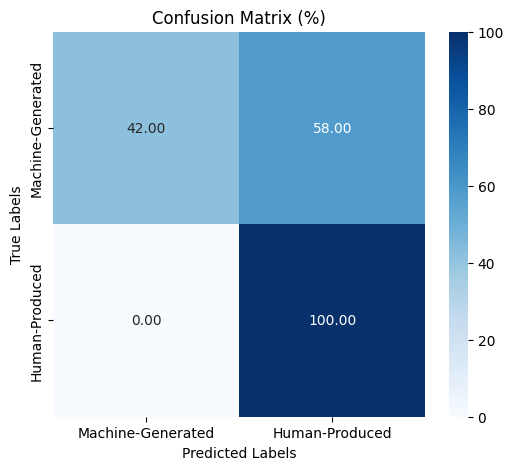 Confusion Matrix (%)
True Labels
Machine-Generated
Human-Produced
42.00
58.00
0.00
100.00
Machine-Generated
Human-Produced
Predicted Labels
100
80
60
40
20
0